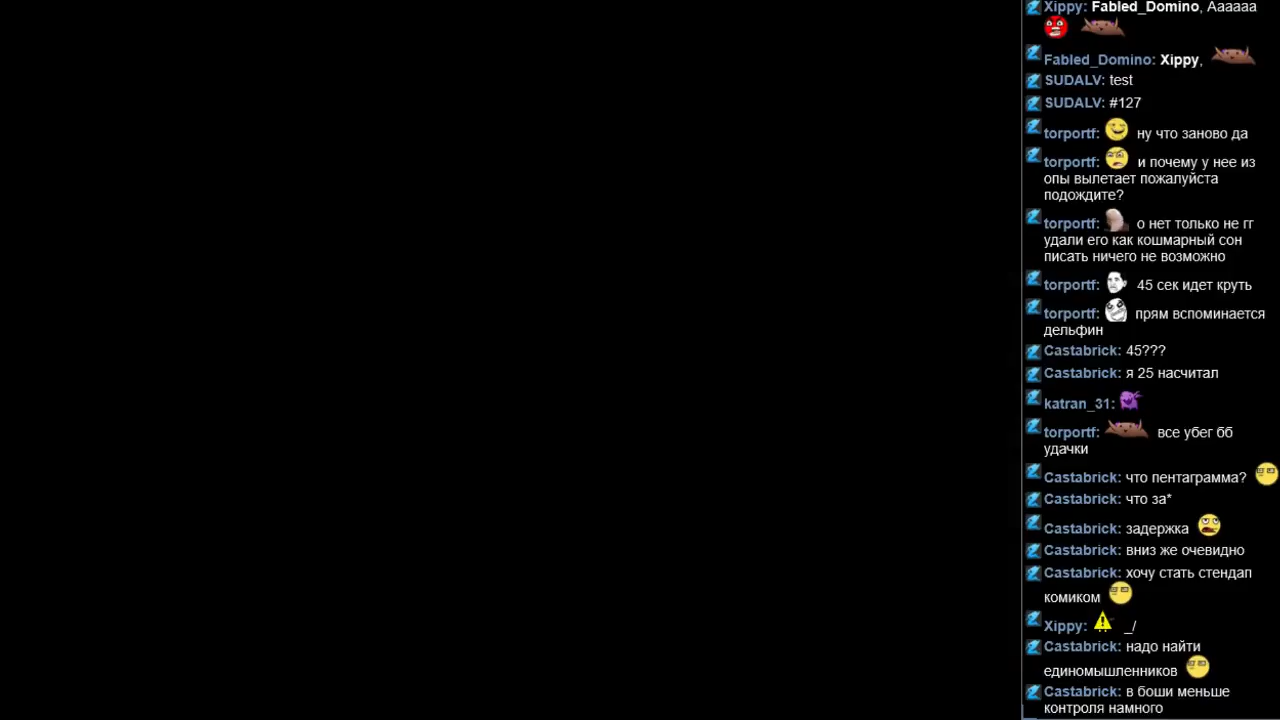 Xippy: Fabled_Domino, Аааааа
Fabled_Domino: Xippy,
SUDALV: test
SUDALV: #127
torportf: ну что заново да
torportf: и почему у нее из
опы вылетает пожалуйста
подождите?
torportf: о нет только не гг
удали его как кошмарный сон
писать ничего не возможно
torportf: 45 сек идет круть
torportf: прям вспоминается
дельфин
Castabrick: 45???
Castabrick: я 25 насчитал
katran_31:
torportf: все убег бб
удачки
Castabrick: что пентаграмма?
Castabrick: что за*
Castabrick: задержка
Castabrick: вниз же очевидно
Castabrick: хочу стать стендап
комиком
Xippy: _/
Castabrick: надо найти
единомышленников
Castabrick: в боши меньше
контроля намного